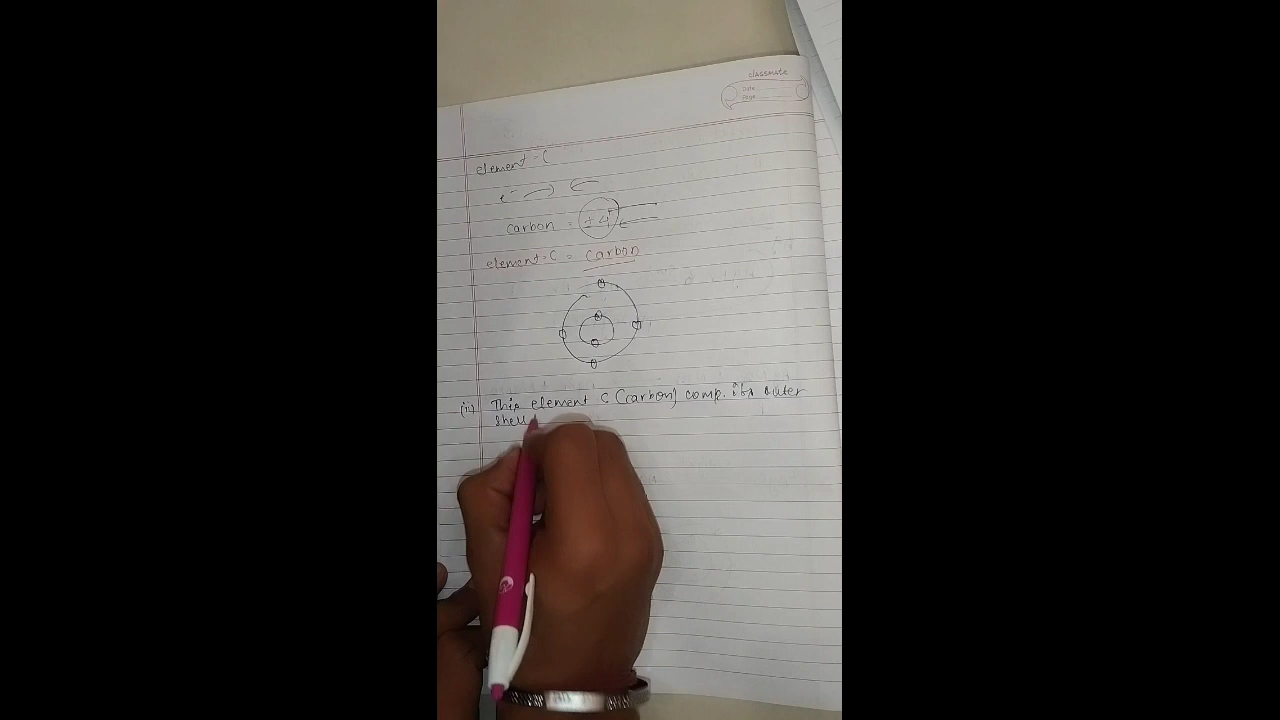 classmate
Date
Page
element = C
e⁻
carbon = ±4
element = C = carbon
(ii) This element C (carbon) comp. its outer
shell